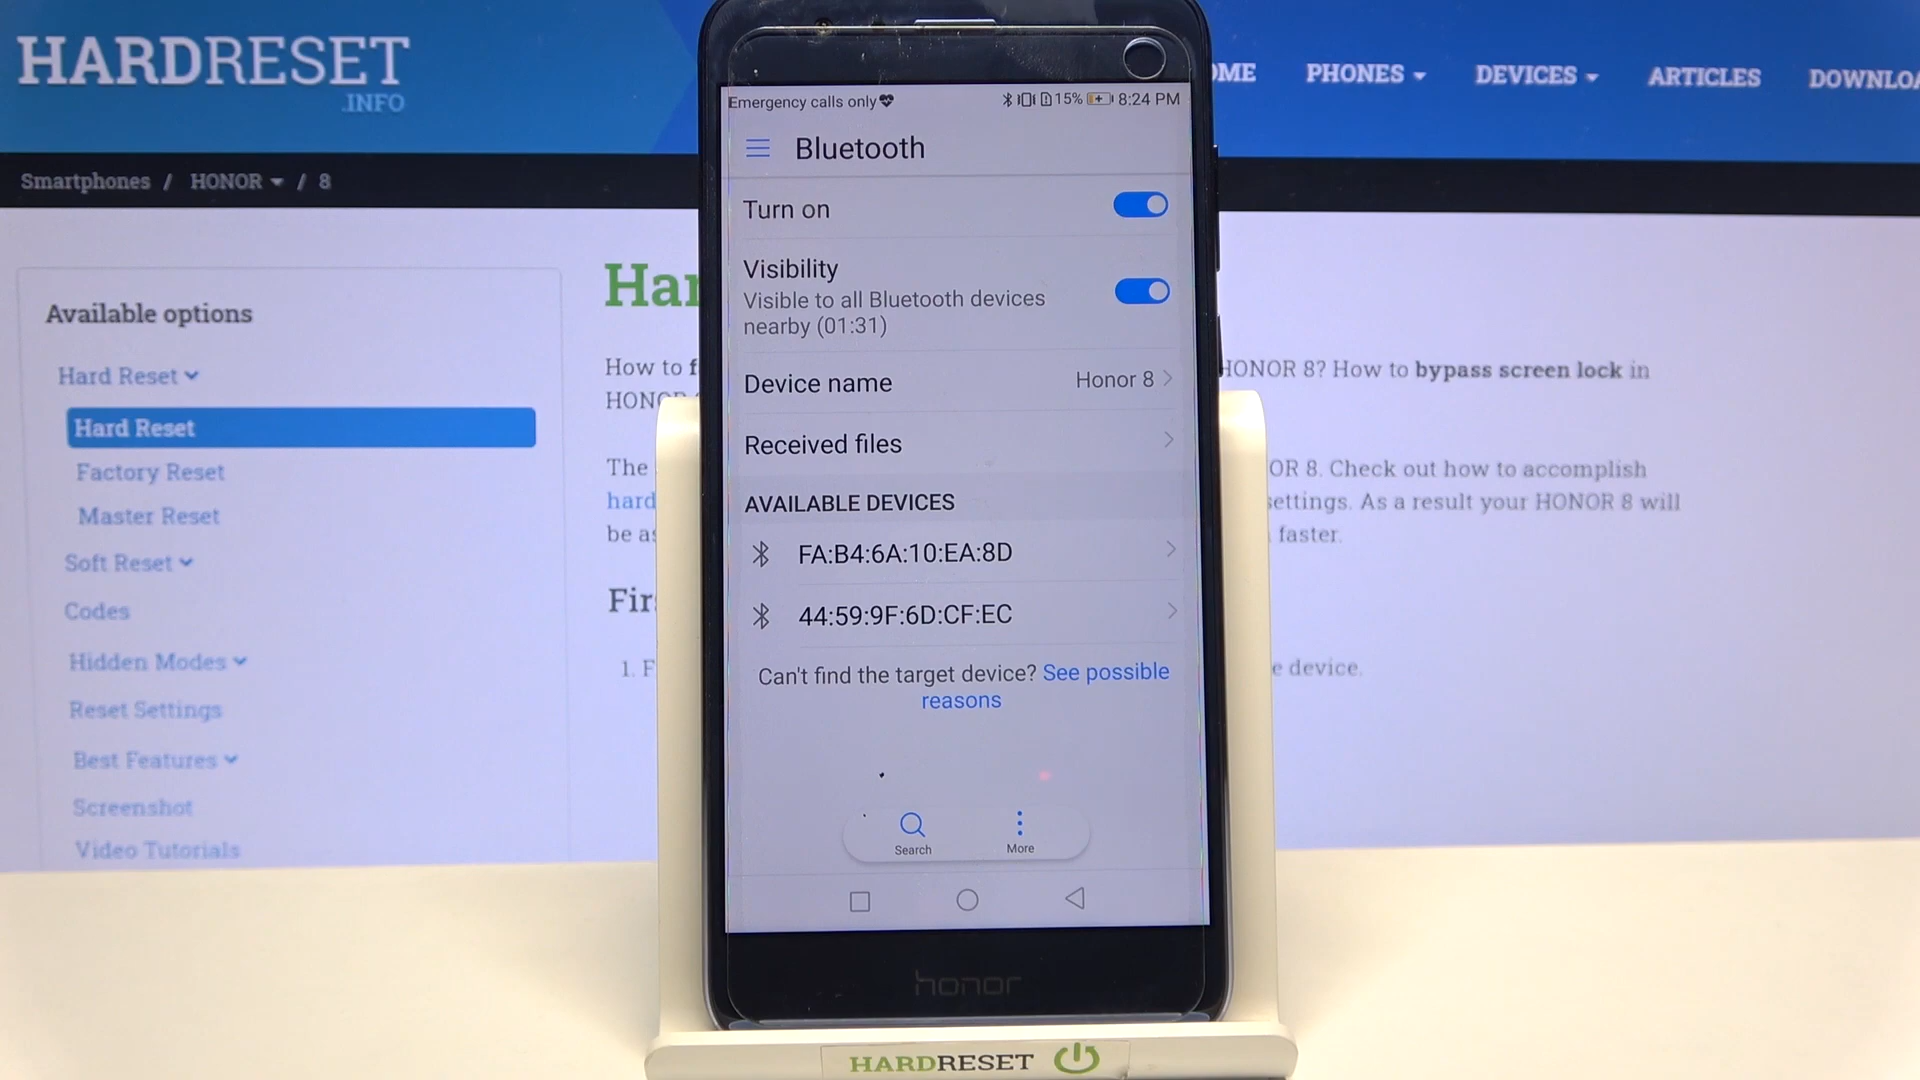 HARDRESET
.INFO
OME PHONES DEVICES ARTICLES
Smartphones / HONOR / 8
Available options
Hard Reset
Hard Reset
Factory Reset
Master Reset
Soft Reset
Codes
Hidden Modes
Reset Settings
Best Features
Screenshot
Video Tutorials
How to
HONOR 8? How to bypass screen lock in
The
OR 8. Check out how to accomplish
hard
settings. As a result your HONOR 8 will
faster.
1.
e device.
Emergency calls only 15% 8:24 PM
Bluetooth
Turn on
Visibility
Visible to all Bluetooth devices
nearby (01:31)
Device name Honor 8
Received files
AVAILABLE DEVICES
FA:B4:6A:10:EA:8D
44:59:9F:6D:CF:EC
Can't find the target device? See possible
reasons
Search More
honor
HARDRESET